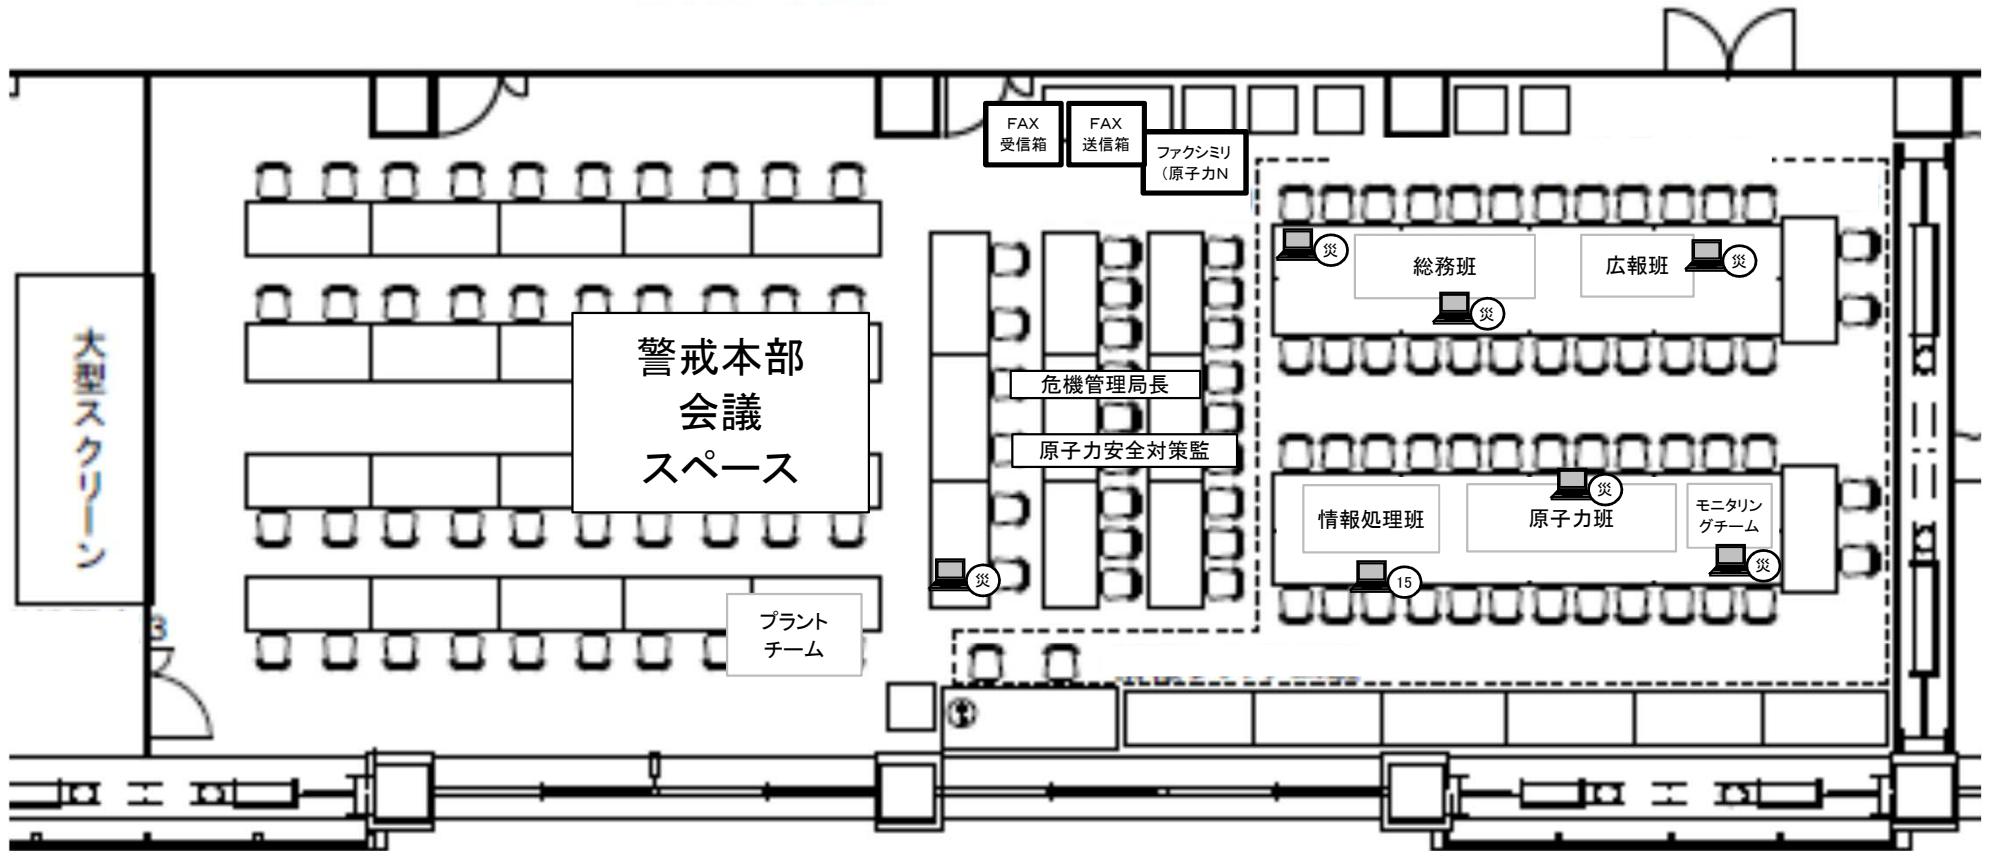 FAX
受信箱
FAX
送信箱
ファクシミリ
（原子力N
災
総務班
広報班
災
災
大型スクリーン
警戒本部
会議
スペース
危機管理局長
原子力安全対策監
情報処理班
原子力班
災
モニタリン
グチーム
災
15
災
プラント
チーム
3